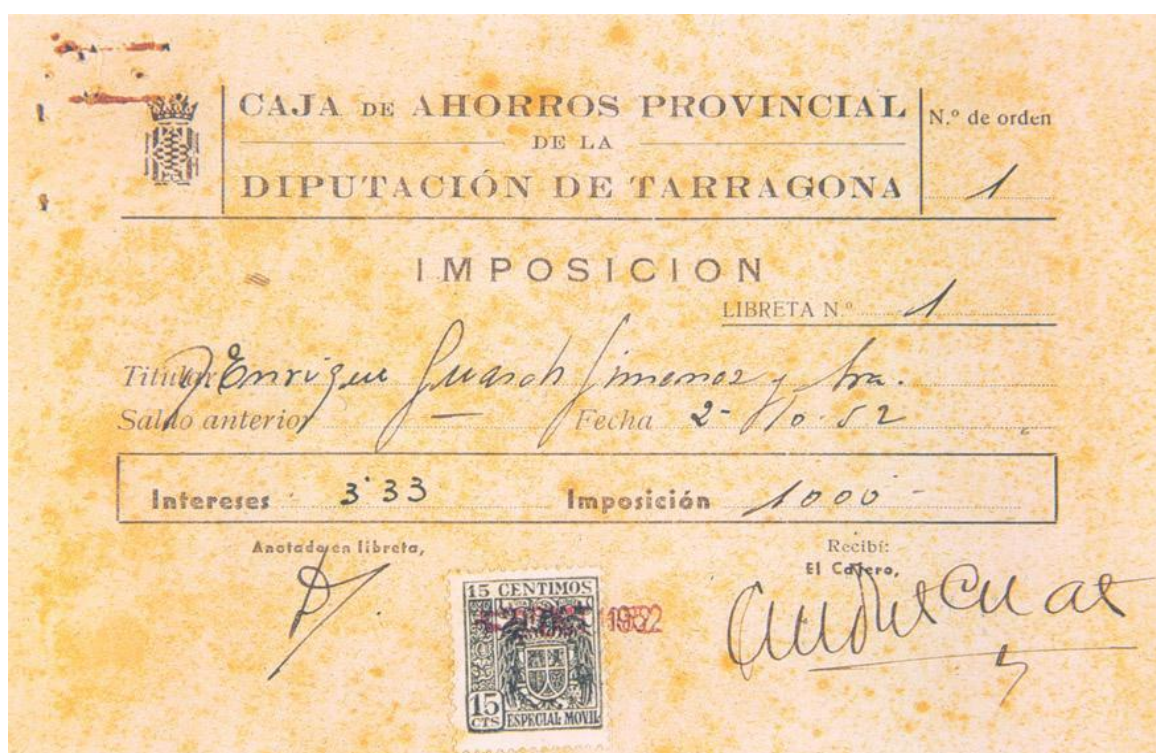 CAJA DE AHORROS PROVINCIAL
DE LA
DIPUTACIÓN DE TARRAGONA
N.º de orden
1
IMPOSICION
LIBRETA N.º 1
Titular D Enrique Guasch Jimenez y Sra.
Saldo anterior — Fecha 2-10-52
Intereses 3'33 Imposición 1000-
Anotado en libreta,
Recibí:
El Cajero,
15 CENTIMOS
1952
15
CTS
ESPECIAL MOVIL